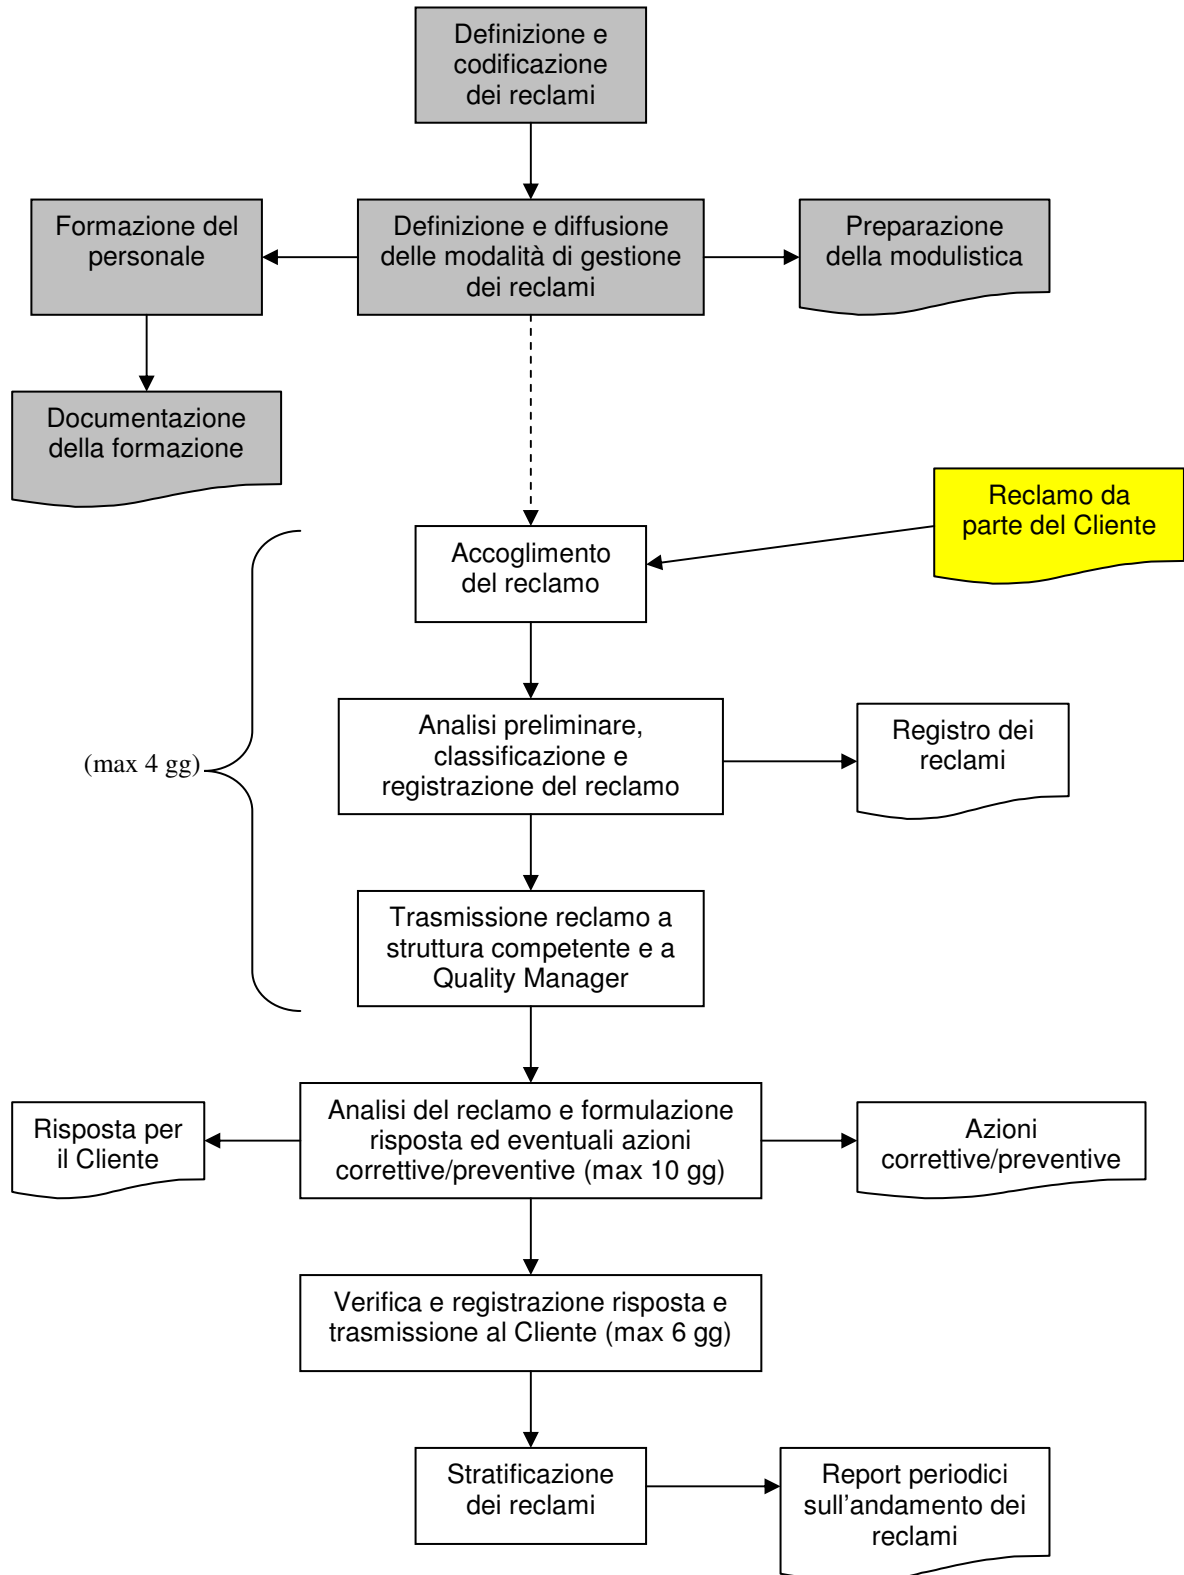 Definizione e
codificazione
dei reclami
Formazione del
personale
Definizione e diffusione
delle modalità di gestione
dei reclami
Preparazione
della modulistica
Documentazione
della formazione
Reclamo da
parte del Cliente
Accoglimento
del reclamo
(max 4 gg)
Analisi preliminare,
classificazione e
registrazione del reclamo
Registro dei
reclami
Trasmissione reclamo a
struttura competente e a
Quality Manager
Risposta per
il Cliente
Analisi del reclamo e formulazione
risposta ed eventuali azioni
correttive/preventive (max 10 gg)
Azioni
correttive/preventive
Verifica e registrazione risposta e
trasmissione al Cliente (max 6 gg)
Stratificazione
dei reclami
Report periodici
sull’andamento dei
reclami